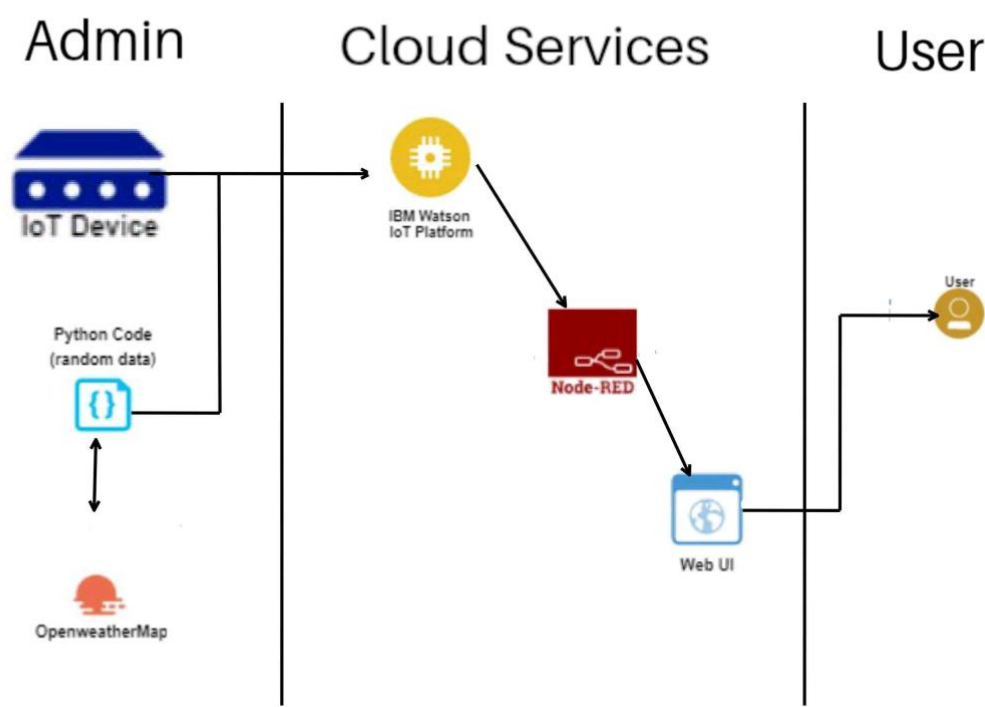 Admin
Cloud Services
User
IoT Device
IBM Watson
IoT Platform
User
Python Code
(random data)
{}
Node-RED
Web UI
OpenweatherMap